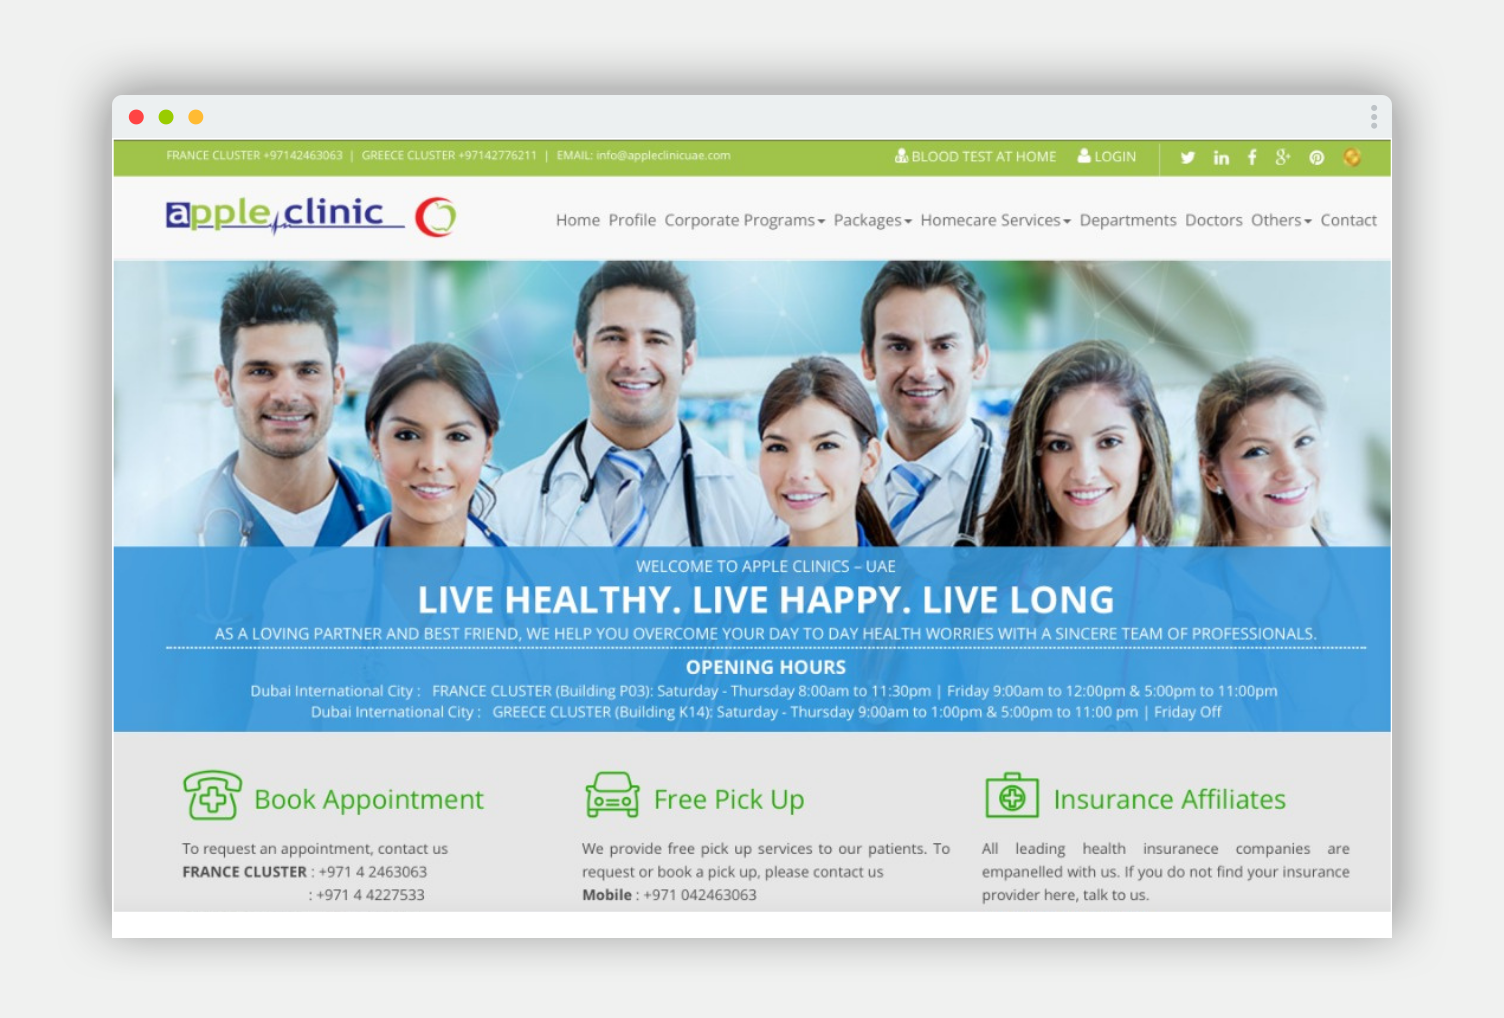 FRANCE CLUSTER +97142463063 | GREECE CLUSTER +97142776211 | EMAIL: info@appleclinicuae.com
BLOOD TEST AT HOME
LOGIN
apple clinic
Home Profile Corporate Programs Packages Homecare Services Departments Doctors Others Contact
WELCOME TO APPLE CLINICS – UAE
LIVE HEALTHY. LIVE HAPPY. LIVE LONG
AS A LOVING PARTNER AND BEST FRIEND, WE HELP YOU OVERCOME YOUR DAY TO DAY HEALTH WORRIES WITH A SINCERE TEAM OF PROFESSIONALS.
OPENING HOURS
Dubai International City : FRANCE CLUSTER (Building P03): Saturday - Thursday 8:00am to 11:30pm | Friday 9:00am to 12:00pm & 5:00pm to 11:00pm
Dubai International City : GREECE CLUSTER (Building K14): Saturday - Thursday 9:00am to 1:00pm & 5:00pm to 11:00 pm | Friday Off
Book Appointment
To request an appointment, contact us
FRANCE CLUSTER : +971 4 2463063
: +971 4 4227533
Free Pick Up
We provide free pick up services to our patients. To
request or book a pick up, please contact us
Mobile : +971 042463063
Insurance Affiliates
All leading health insuranece companies are
empanelled with us. If you do not find your insurance
provider here, talk to us.